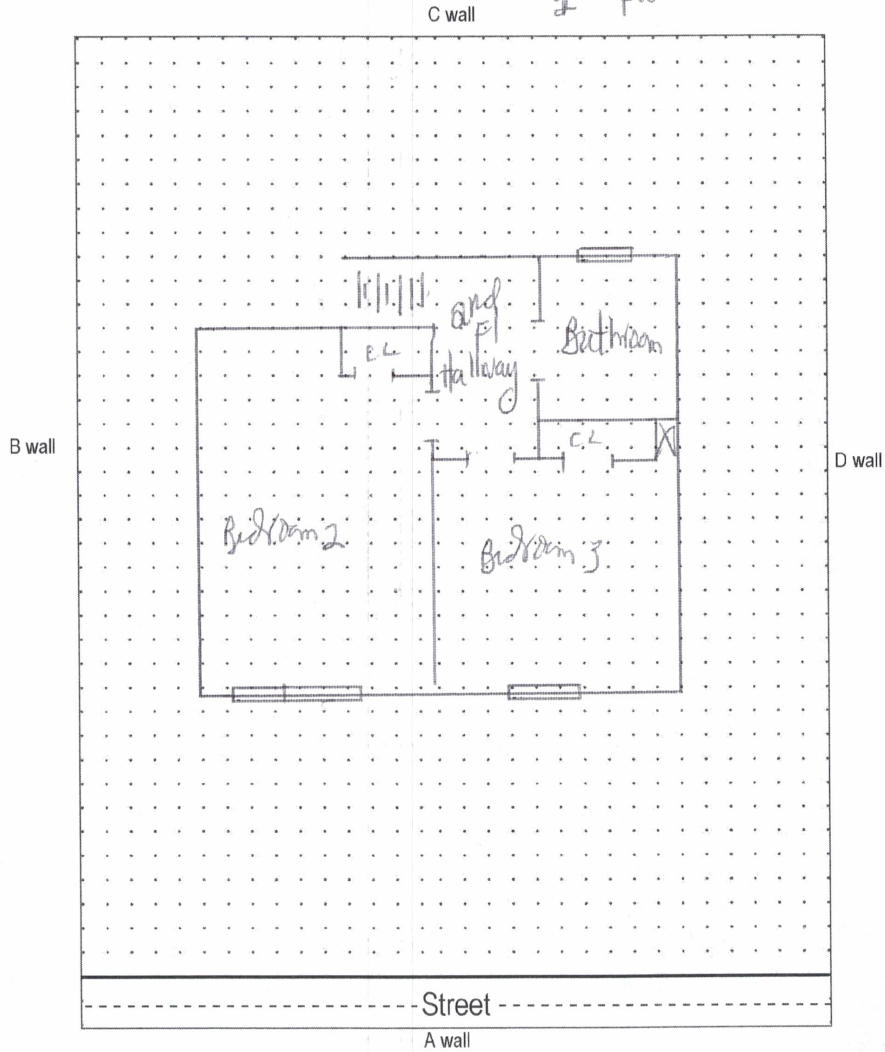 C wall
2nd
Fl
Hallway
Bathroom
CL
CL
B wall
D wall
Bedroom 2
Bedroom 3
Street
A wall